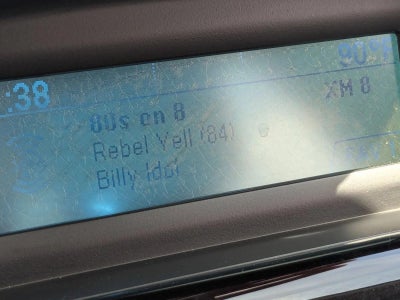 :38 90°
80s on 8 XM 8
Rebel Yell (84)
Billy Idol